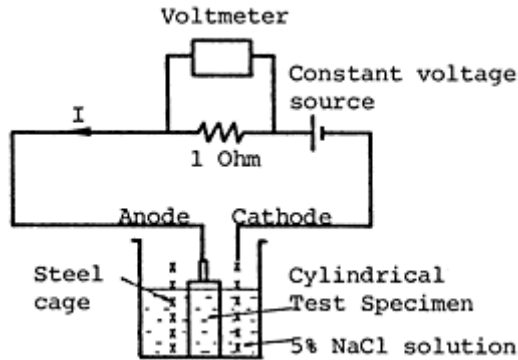 Voltmeter
Constant voltage
source
I
1 Ohm
Anode
Cathode
Steel
cage
Cylindrical
Test Specimen
5% NaCl solution